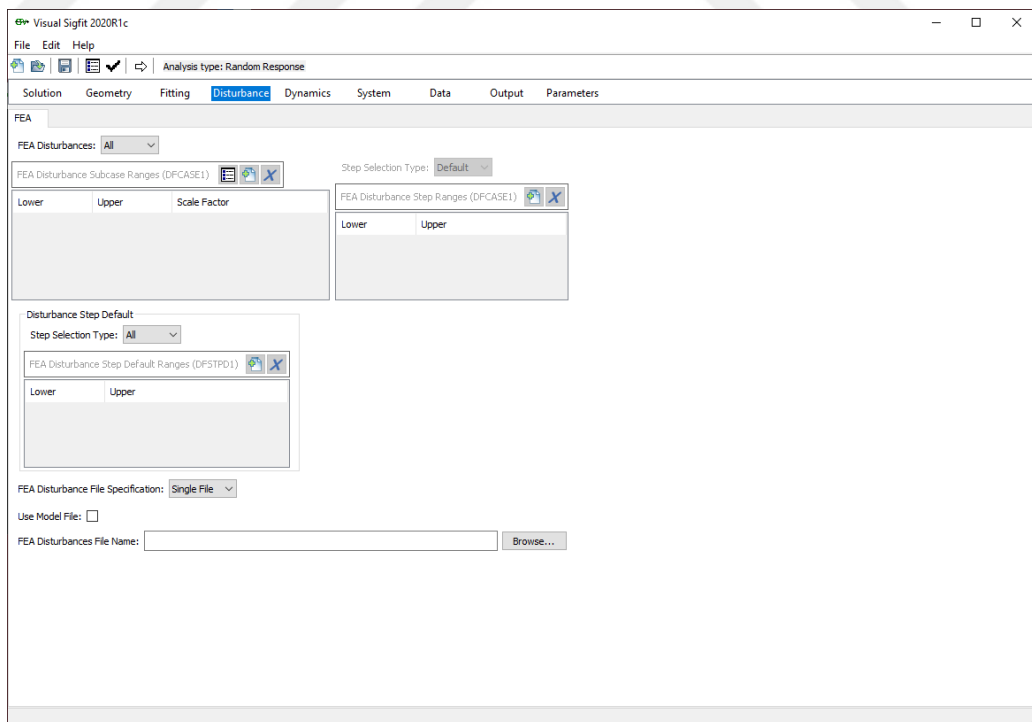 Visual Sigfit 2020R1c
File Edit Help
Analysis type: Random Response
Solution Geometry Fitting Disturbance Dynamics System Data Output Parameters
FEA
FEA Disturbances: All
FEA Disturbance Subcase Ranges (DFCASE1)
Lower Upper Scale Factor
Step Selection Type: Default
FEA Disturbance Step Ranges (DFCASE1)
Lower Upper
Disturbance Step Default
Step Selection Type: All
FEA Disturbance Step Default Ranges (DFSTPD1)
Lower Upper
FEA Disturbance File Specification: Single File
Use Model File:
FEA Disturbances File Name: Browse...